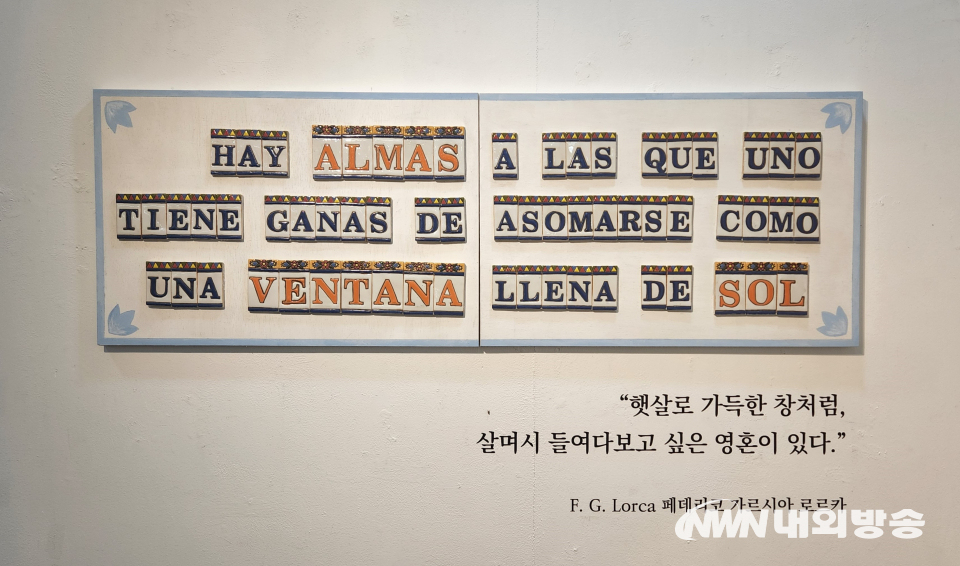 HAY ALMAS A LAS QUE UNO
TIENE GANAS DE ASOMARSE COMO
UNA VENTANA LLENA DE SOL
“햇살로 가득한 창처럼,
살며시 들여다보고 싶은 영혼이 있다.”
F. G. Lorca 페데리코 가르시아 로르카
NWN 내외방송